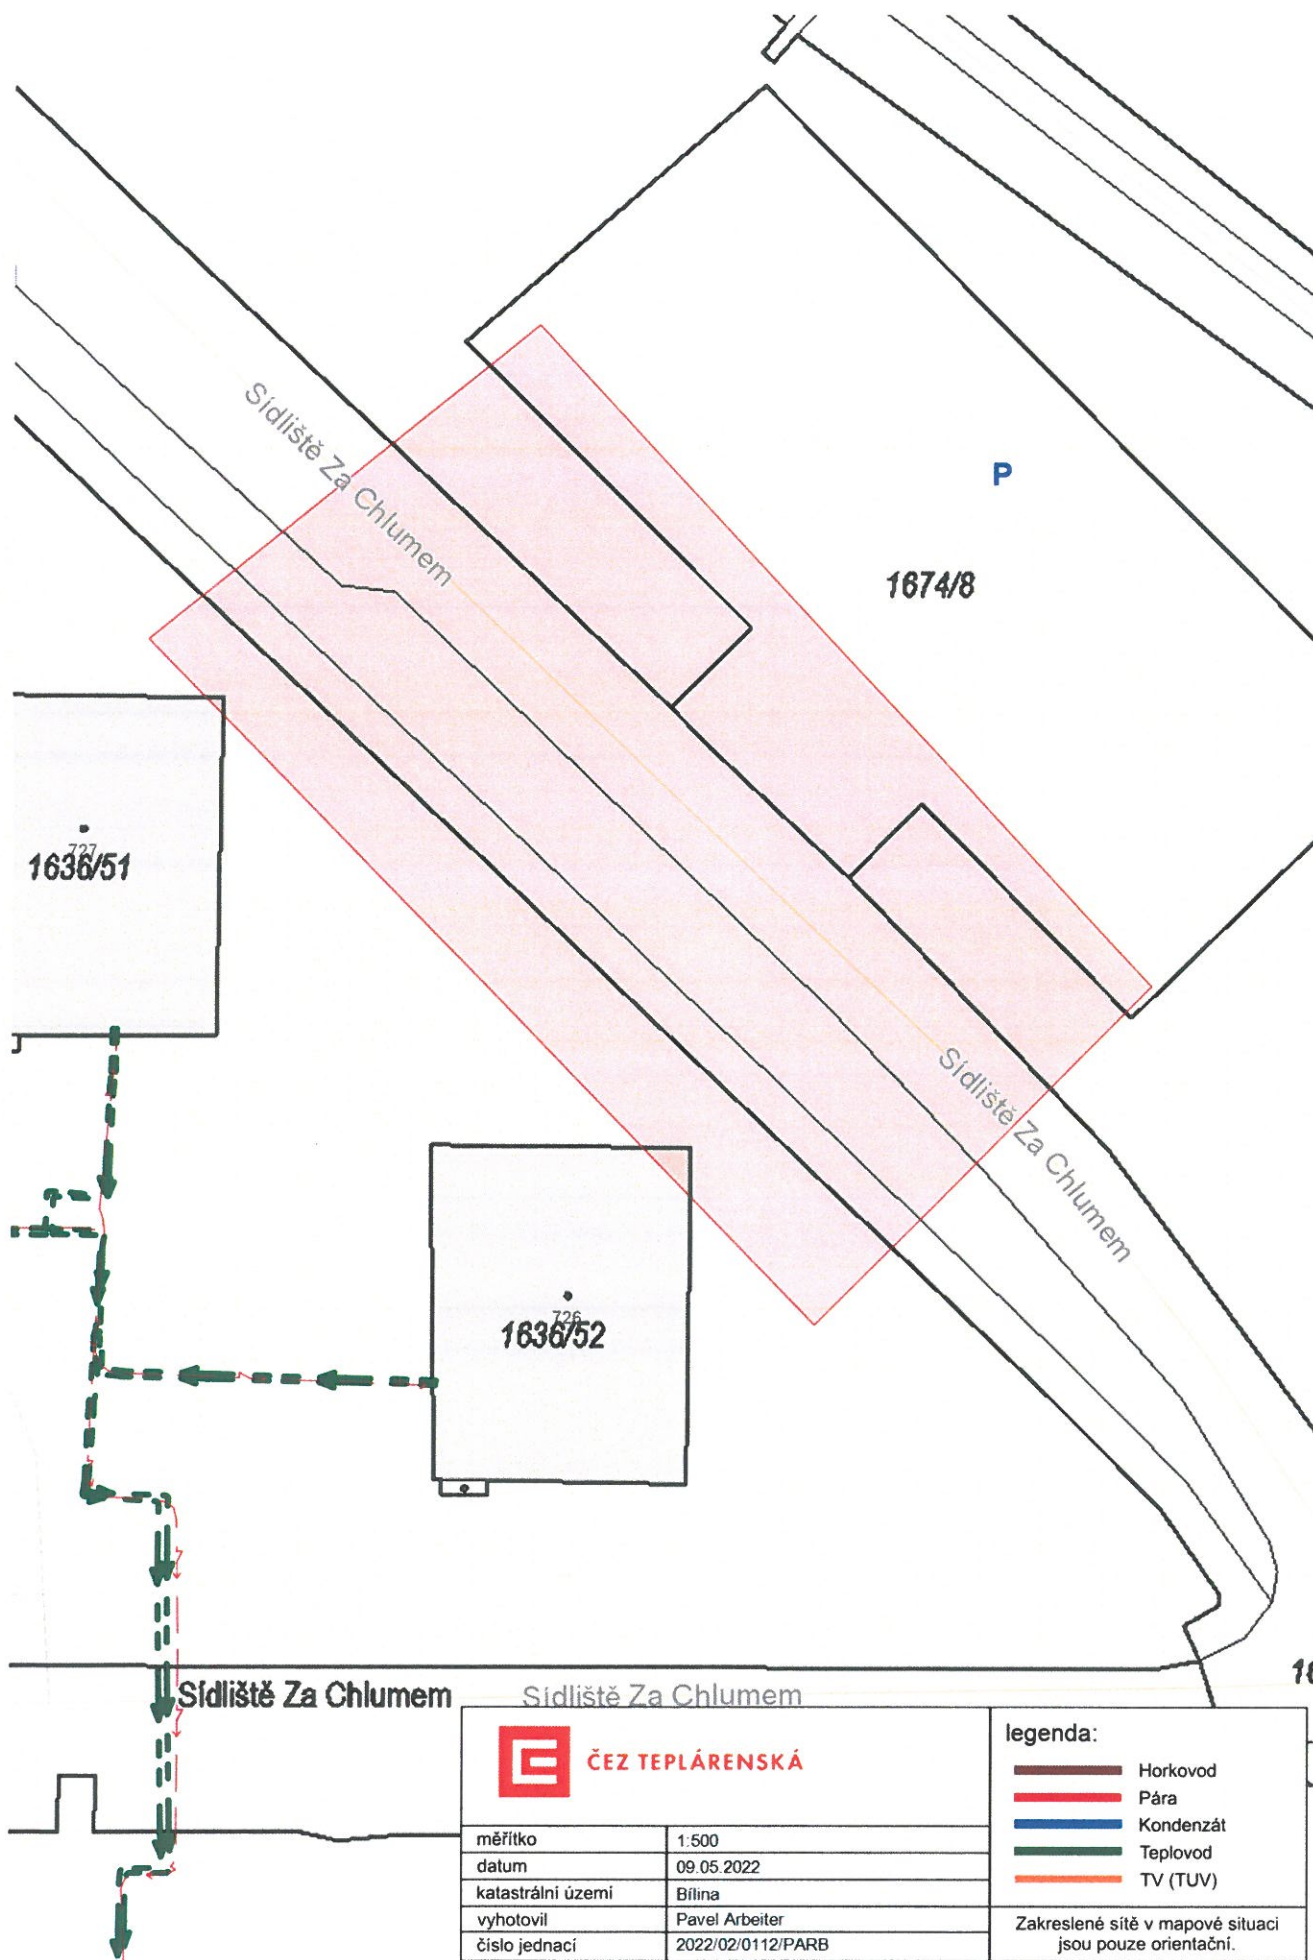 Sídliště Za Chlumem
P
1674/8
727
1636/51
Sídliště Za Chlumem
726
1636/52
Sídliště Za Chlumem
Sídliště Za Chlumem
ČEZ TEPLÁRENSKÁ
měřítko 1:500
datum 09.05.2022
katastrální území Bílina
vyhotovil Pavel Arbeiter
číslo jednací 2022/02/0112/PARB
legenda:
Horkovod
Pára
Kondenzát
Teplovod
TV (TUV)
Zakreslené sítě v mapové situaci
jsou pouze orientační.